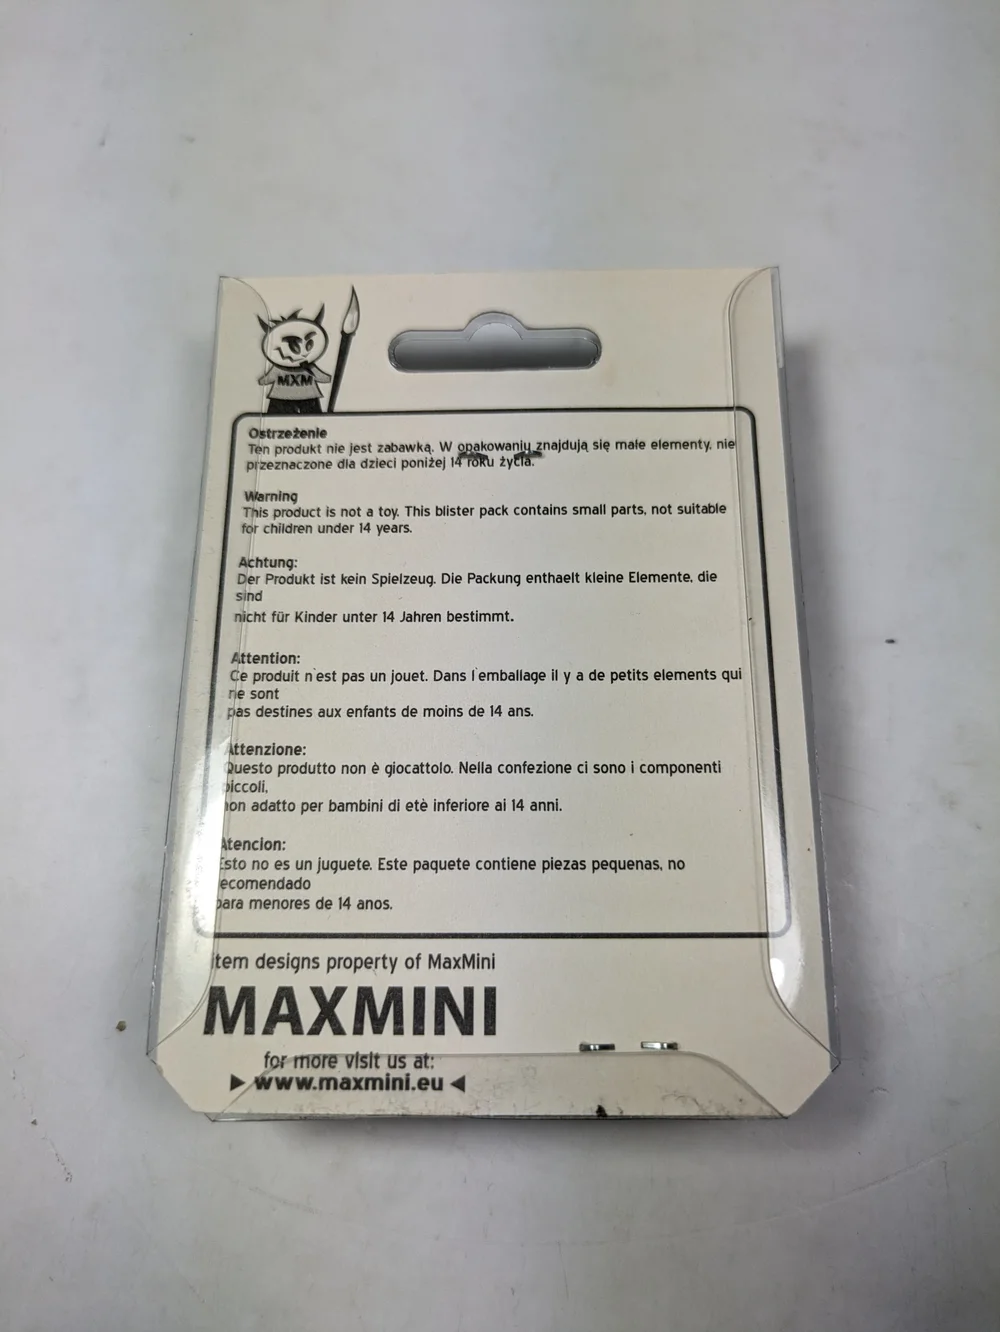 MXM
Ostrzeżenie
Ten produkt nie jest zabawką. W opakowaniu znajdują się małe elementy, nie
przeznaczone dla dzieci poniżej 14 roku życia.
Warning
This product is not a toy. This blister pack contains small parts, not suitable
for children under 14 years.
Achtung:
Der Produkt ist kein Spielzeug. Die Packung enthaelt kleine Elemente, die
sind
nicht für Kinder unter 14 Jahren bestimmt.
Attention:
Ce produit n'est pas un jouet. Dans l'emballage il y a de petits elements qui
ne sont
pas destines aux enfants de moins de 14 ans.
Attenzione:
Questo produtto non è giocattolo. Nella confezione ci sono i componenti
piccoli,
non adatto per bambini di etè inferiore ai 14 anni.
Atencion:
Esto no es un juguete. Este paquete contiene piezas pequenas, no
recomendado
para menores de 14 anos.
Item designs property of MaxMini
MAXMINI
for more visit us at:
▶ www.maxmini.eu ◀